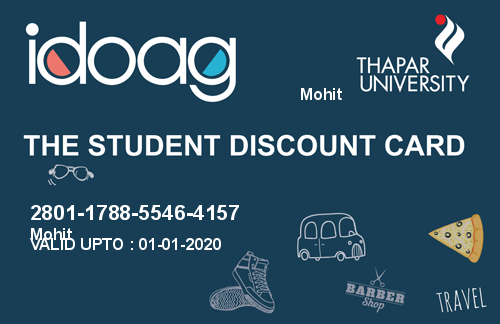 idoag
THAPAR
UNIVERSITY
Mohit
THE STUDENT DISCOUNT CARD
2801-1788-5546-4157
Mohit
VALID UPTO : 01-01-2020
BARBER
Shop
TRAVEL